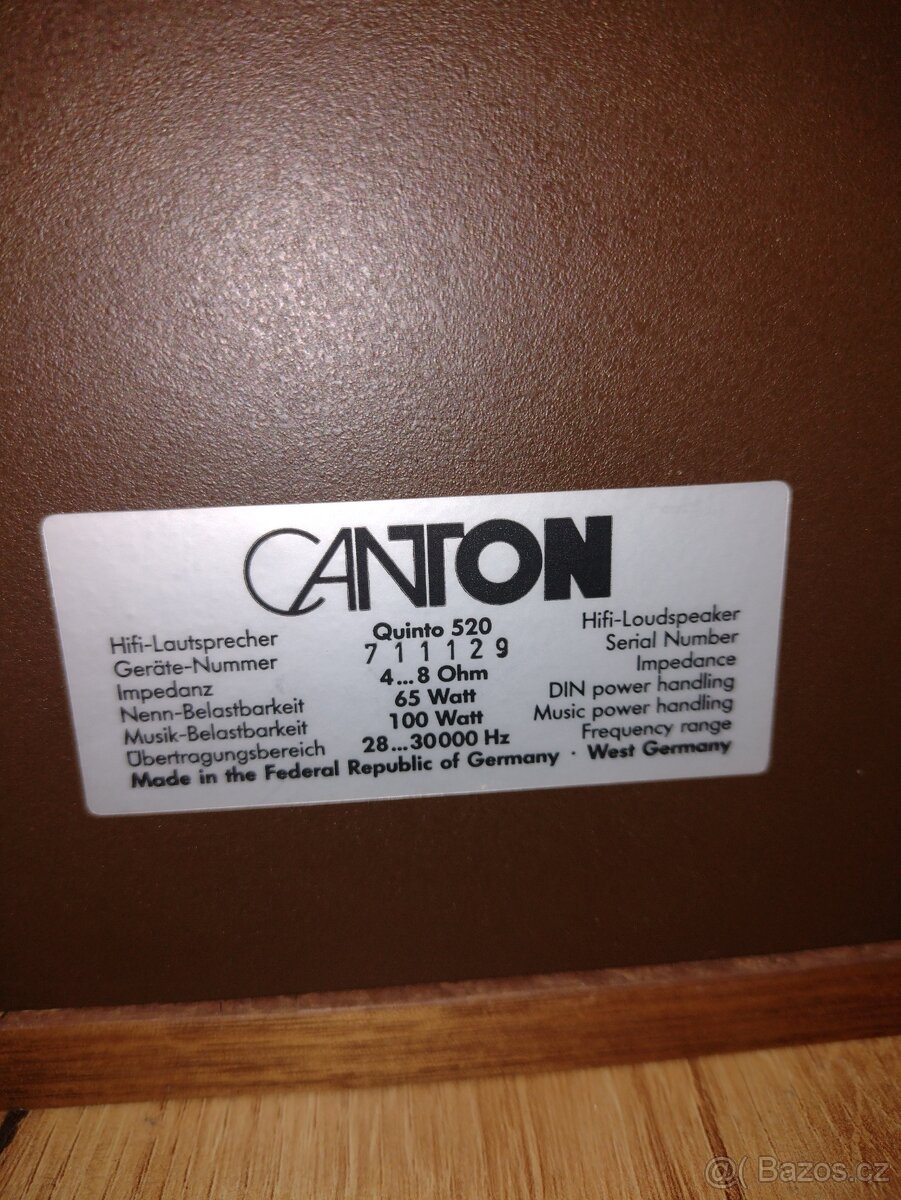 CANTON
Hifi-Lautsprecher Quinto 520 Hifi-Loudspeaker
Geräte-Nummer 711129 Serial Number
Impedanz 4...8 Ohm Impedance
Nenn-Belastbarkeit 65 Watt DIN power handling
Musik-Belastbarkeit 100 Watt Music power handling
Übertragungsbereich 28...30000 Hz Frequency range
Made in the Federal Republic of Germany · West Germany
@( Bazos.cz